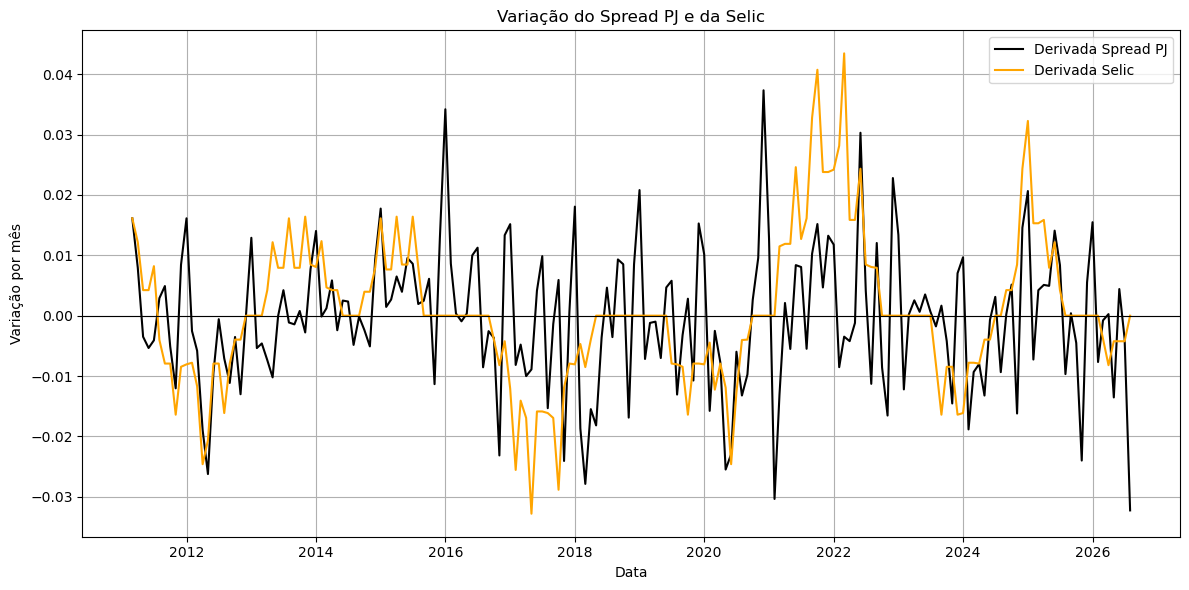 Variação do Spread PJ e da Selic
Derivada Spread PJ
Derivada Selic
Variação por mês
0.04
0.03
0.02
0.01
0.00
−0.01
−0.02
−0.03
2012 2014 2016 2018 2020 2022 2024 2026
Data